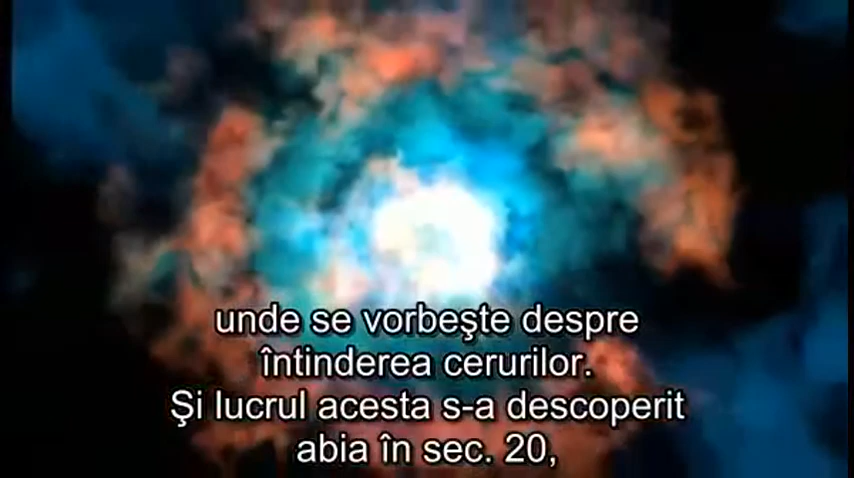 unde se vorbeşte despre
întinderea cerurilor.
Şi lucrul acesta s-a descoperit
abia în sec. 20,